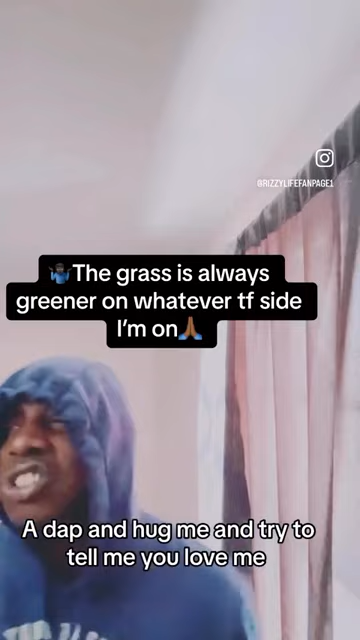 @RIZZYLIFEFANPAGE1
🤷🏿‍♂️The grass is always
greener on whatever tf side
I'm on🙏🏾
A dap and hug me and try to
tell me you love me